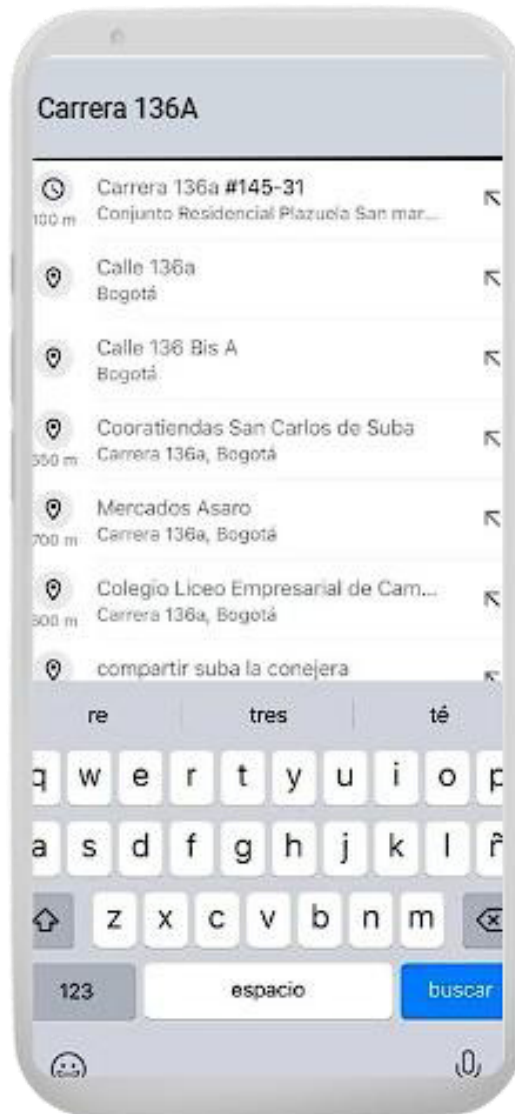 Carrera 136A
Carrera 136a #145-31
100 m
Conjunto Residencial Plazuela San mar...
Calle 136a
Bogotá
Calle 136 Bis A
Bogotá
Cooratiendas San Carlos de Suba
Carrera 136a, Bogotá
Mercados Asaro
700 m
Carrera 136a, Bogotá
Colegio Liceo Empresarial de Cam...
Carrera 136a, Bogotá
compartir suba la conejera
re tres té
q w e r t y u i o p
a s d f g h j k l ñ
z x c v b n m
123 espacio buscar